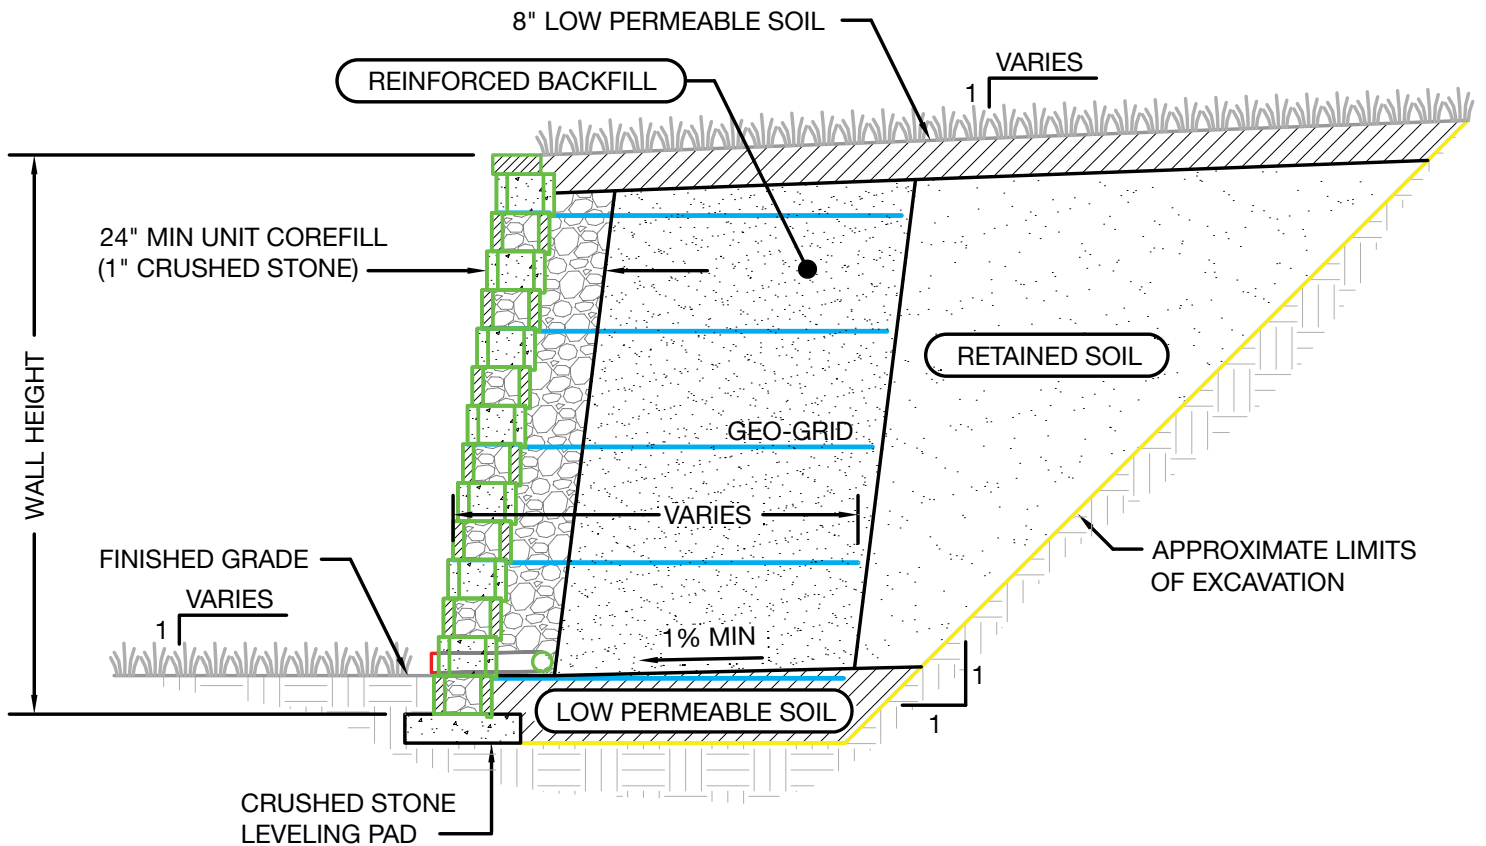 8" LOW PERMEABLE SOIL
VARIES
1
REINFORCED BACKFILL
24" MIN UNIT COREFILL
(1" CRUSHED STONE)
RETAINED SOIL
WALL HEIGHT
GEO-GRID
VARIES
FINISHED GRADE
APPROXIMATE LIMITS
OF EXCAVATION
VARIES
1
1% MIN
1
1
LOW PERMEABLE SOIL
CRUSHED STONE
LEVELING PAD